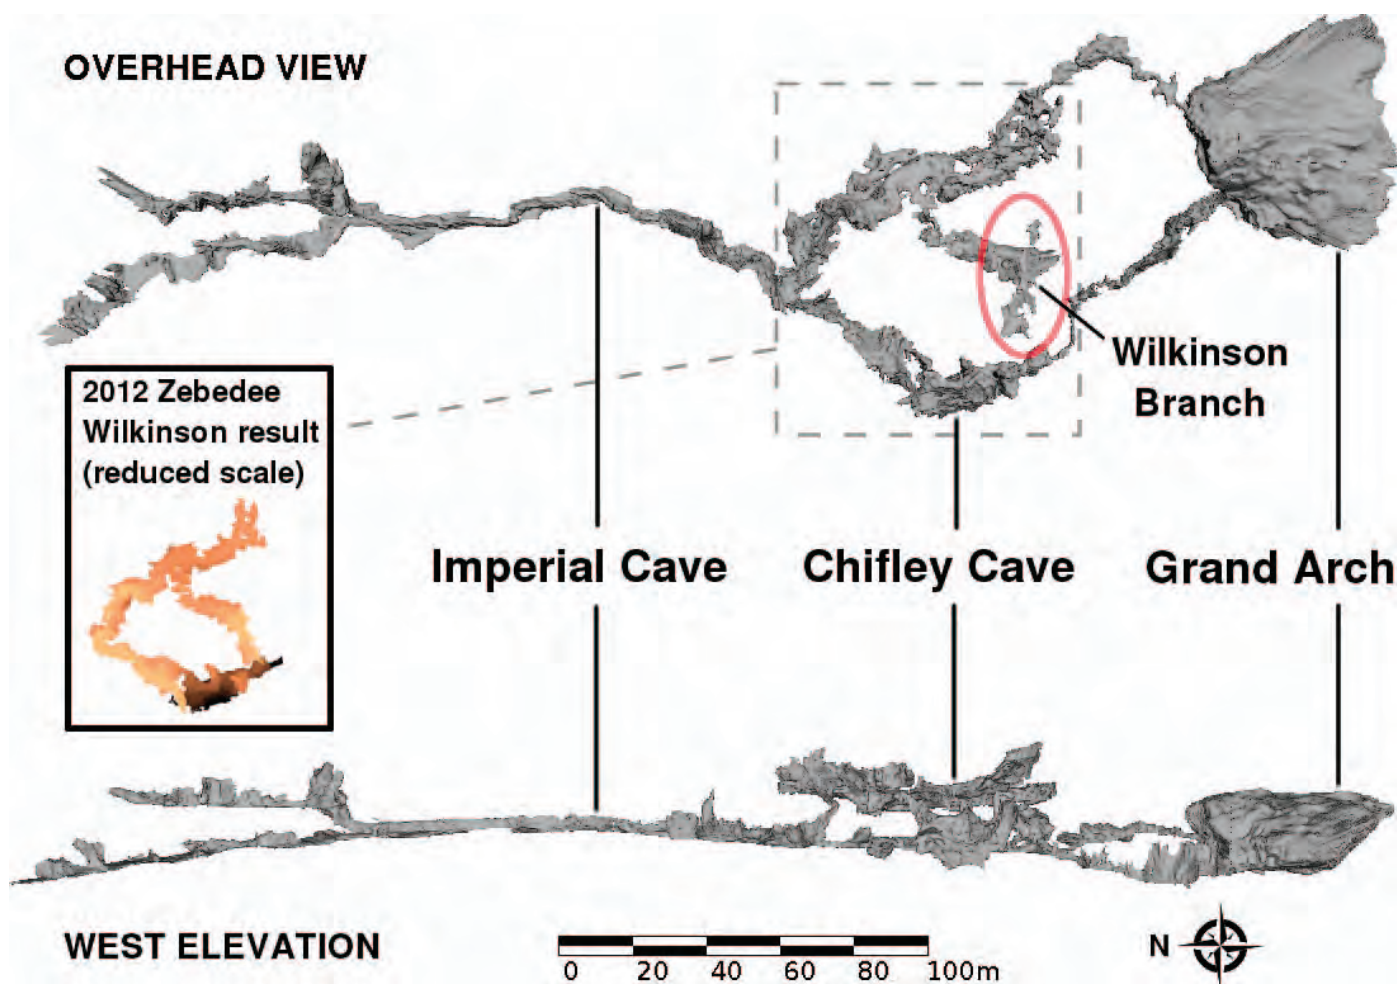 OVERHEAD VIEW
Wilkinson
Branch
2012 Zebedee
Wilkinson result
(reduced scale)
Imperial Cave
Chifley Cave
Grand Arch
WEST ELEVATION
0 20 40 60 80 100m
N